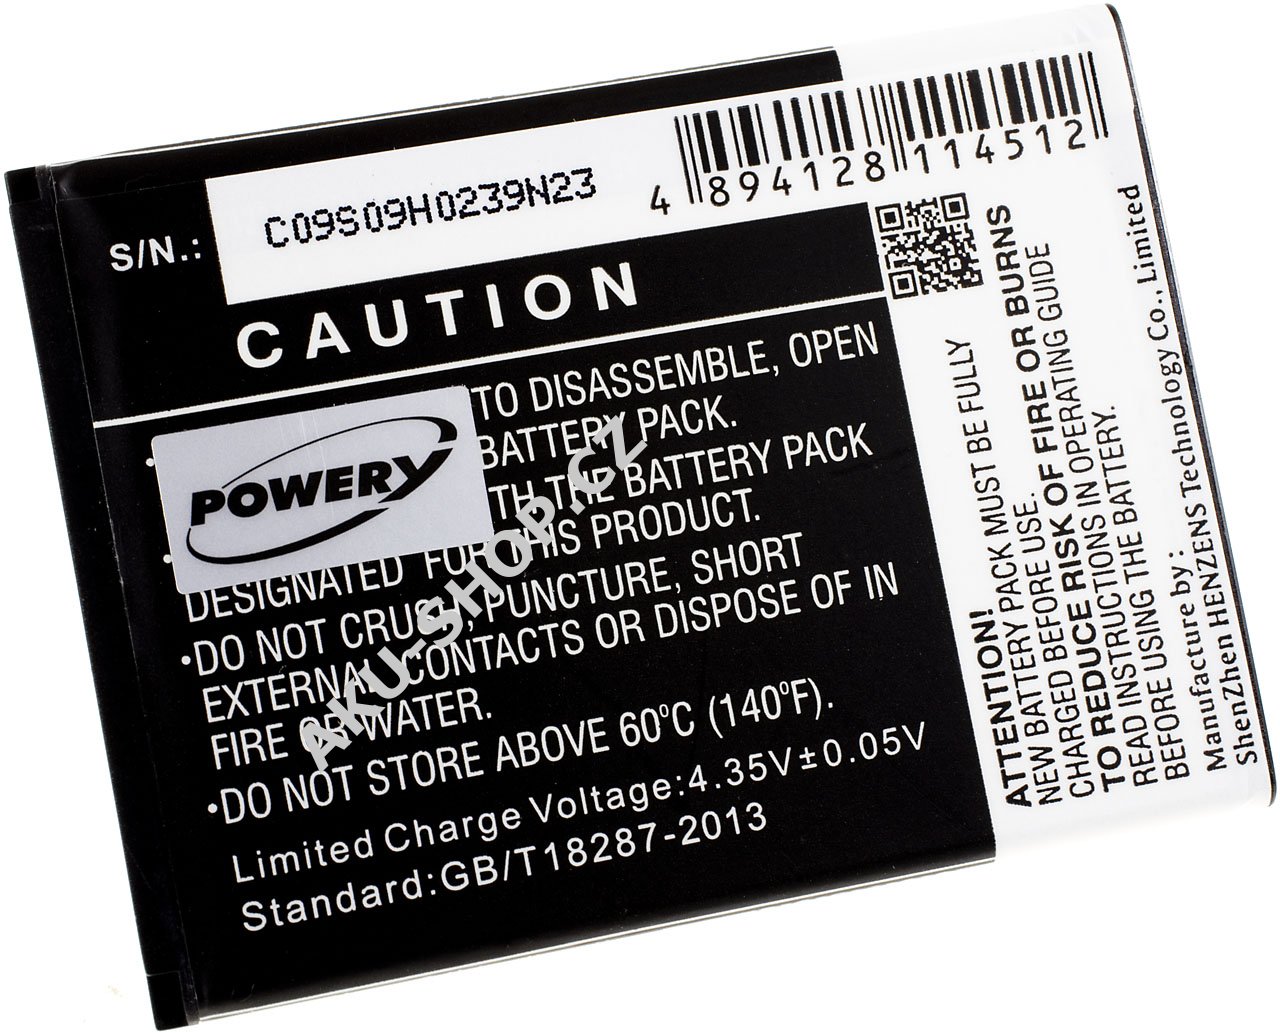 S/N.: C09S09H0239N23
4 894128 114512
CAUTION
TO DISASSEMBLE, OPEN
BATTERY PACK.
TH THE BATTERY PACK
DESIGNATED FOR THIS PRODUCT.
•DO NOT CRUSH, PUNCTURE, SHORT
EXTERNAL CONTACTS OR DISPOSE OF IN
FIRE OR WATER.
•DO NOT STORE ABOVE 60°C (140°F).
Limited Charge Voltage:4.35V±0.05V
Standard:GB/T18287-2013
POWERY
AKU-SHOP.CZ
ATTENTION!
NEW BATTERY PACK MUST BE FULLY
CHARGED BEFORE USE.
TO REDUCE RISK OF FIRE OR BURNS
READ INSTRUCTIONS IN OPERATING GUIDE
BEFORE USING THE BATTERY.
Manufacture by:
ShenZhen HENZENS Technology Co., Limited